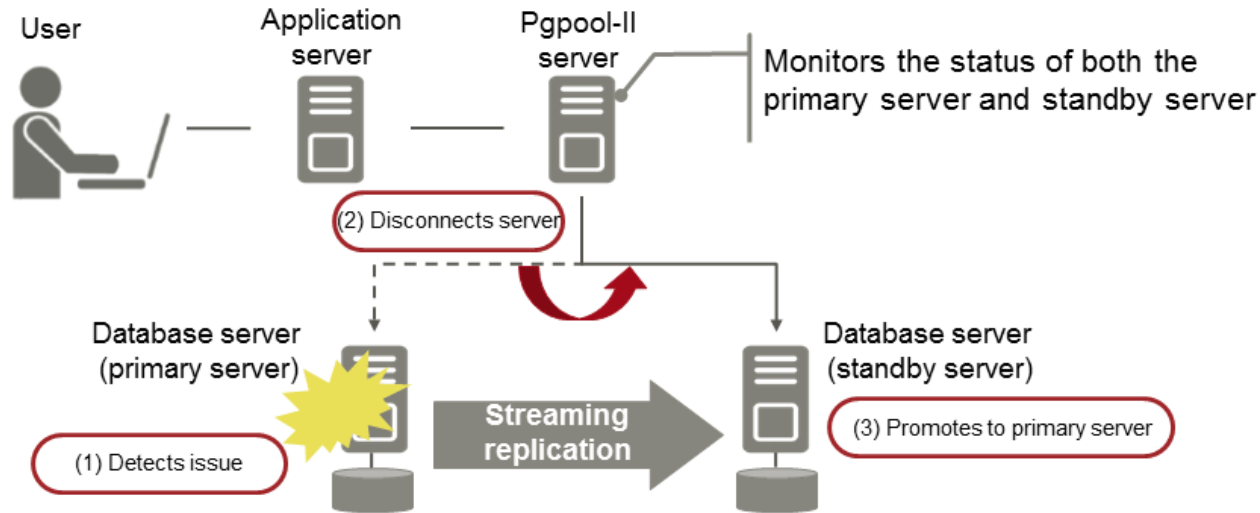 User
Application
server
Pgpool-II
server
Monitors the status of both the
primary server and standby server
(2) Disconnects server
Database server
(primary server)
Database server
(standby server)
Streaming
replication
(1) Detects issue
(3) Promotes to primary server